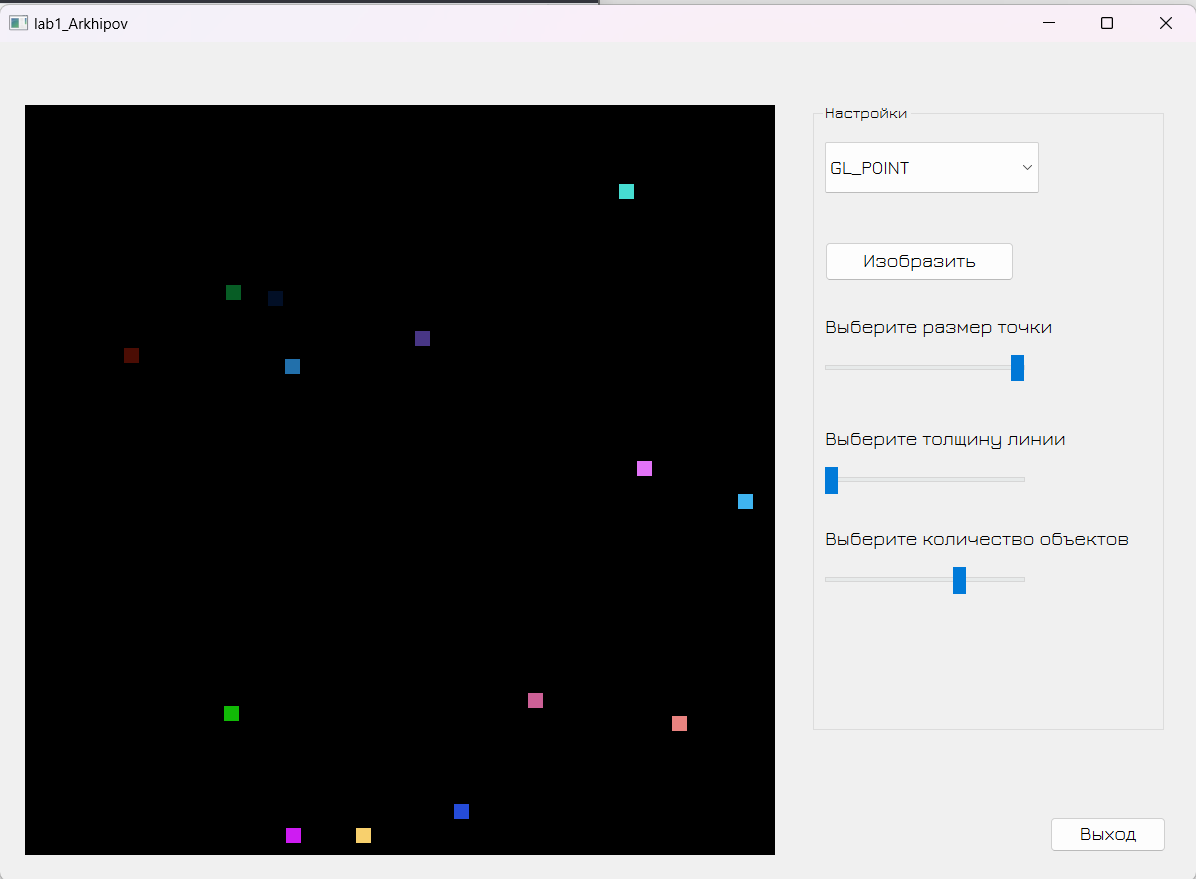 lab1_Arkhipov
Настройки
GL_POINT
Изобразить
Выберите размер точки
Выберите толщину линии
Выберите количество объектов
Выход